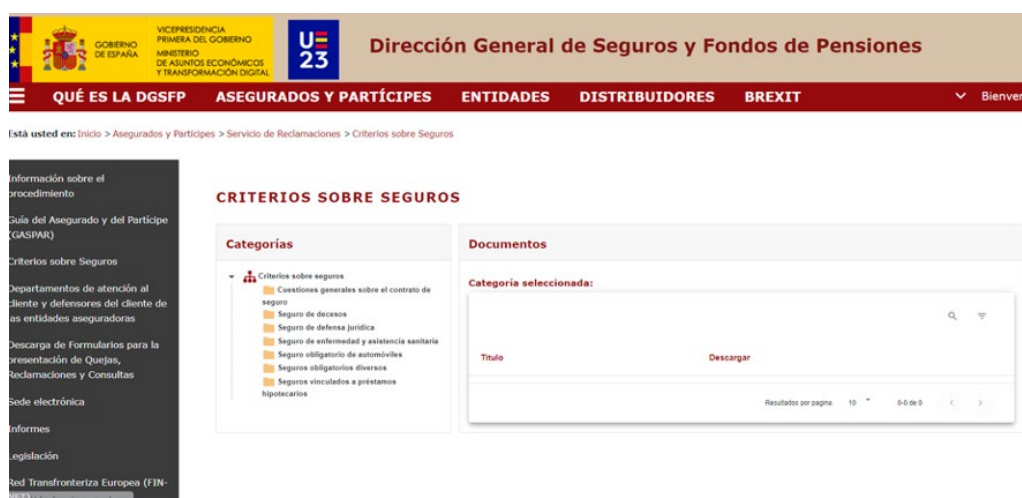 GOBIERNO
DE ESPAÑA
VICEPRESIDENCIA
PRIMERA DEL GOBIERNO
MINISTERIO
DE ASUNTOS ECONÓMICOS
Y TRANSFORMACIÓN DIGITAL
UE
23
Dirección General de Seguros y Fondos de Pensiones
QUÉ ES LA DGSFP ASEGURADOS Y PARTÍCIPES ENTIDADES DISTRIBUIDORES BREXIT Bienven
Está usted en: Inicio > Asegurados y Partícipes > Servicio de Reclamaciones > Criterios sobre Seguros
Información sobre el
procedimiento
Guía del Asegurado y del Partícipe
(GASPAR)
Criterios sobre Seguros
Departamentos de atención al
cliente y defensores del cliente de
las entidades aseguradoras
Descarga de Formularios para la
presentación de Quejas,
Reclamaciones y Consultas
Sede electrónica
Informes
Legislación
Red Transfronteriza Europea (FIN-
CRITERIOS SOBRE SEGUROS
Categorías
Criterios sobre seguros
Cuestiones generales sobre el contrato de
seguro
Seguro de decesos
Seguro de defensa jurídica
Seguro de enfermedad y asistencia sanitaria
Seguro obligatorio de automóviles
Seguros obligatorios diversos
Seguros vinculados a préstamos
hipotecarios
Documentos
Categoría seleccionada:
Titulo Descargar
Resultados por pagina 10 0-0 de 0